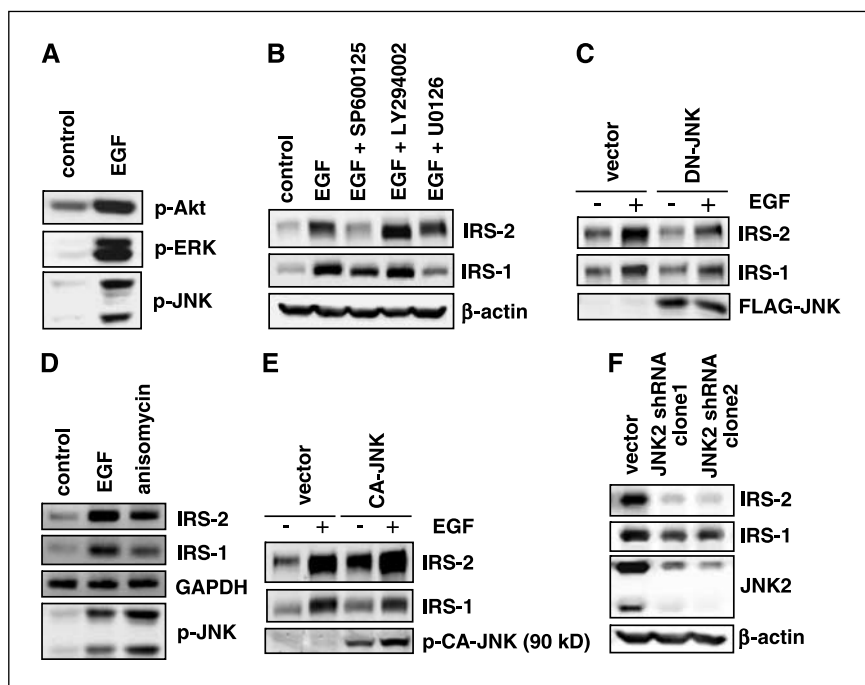 A
control
EGF
p-Akt
p-ERK
p-JNK
B
control
EGF
EGF + SP600125
EGF + LY294002
EGF + U0126
IRS-2
IRS-1
β-actin
C
vector
DN-JNK
- + - + EGF
IRS-2
IRS-1
FLAG-JNK
D
control
EGF
anisomycin
IRS-2
IRS-1
GAPDH
p-JNK
E
vector
CA-JNK
- + - + EGF
IRS-2
IRS-1
p-CA-JNK (90 kD)
F
vector
JNK2 shRNA
clone1
JNK2 shRNA
clone2
IRS-2
IRS-1
JNK2
β-actin